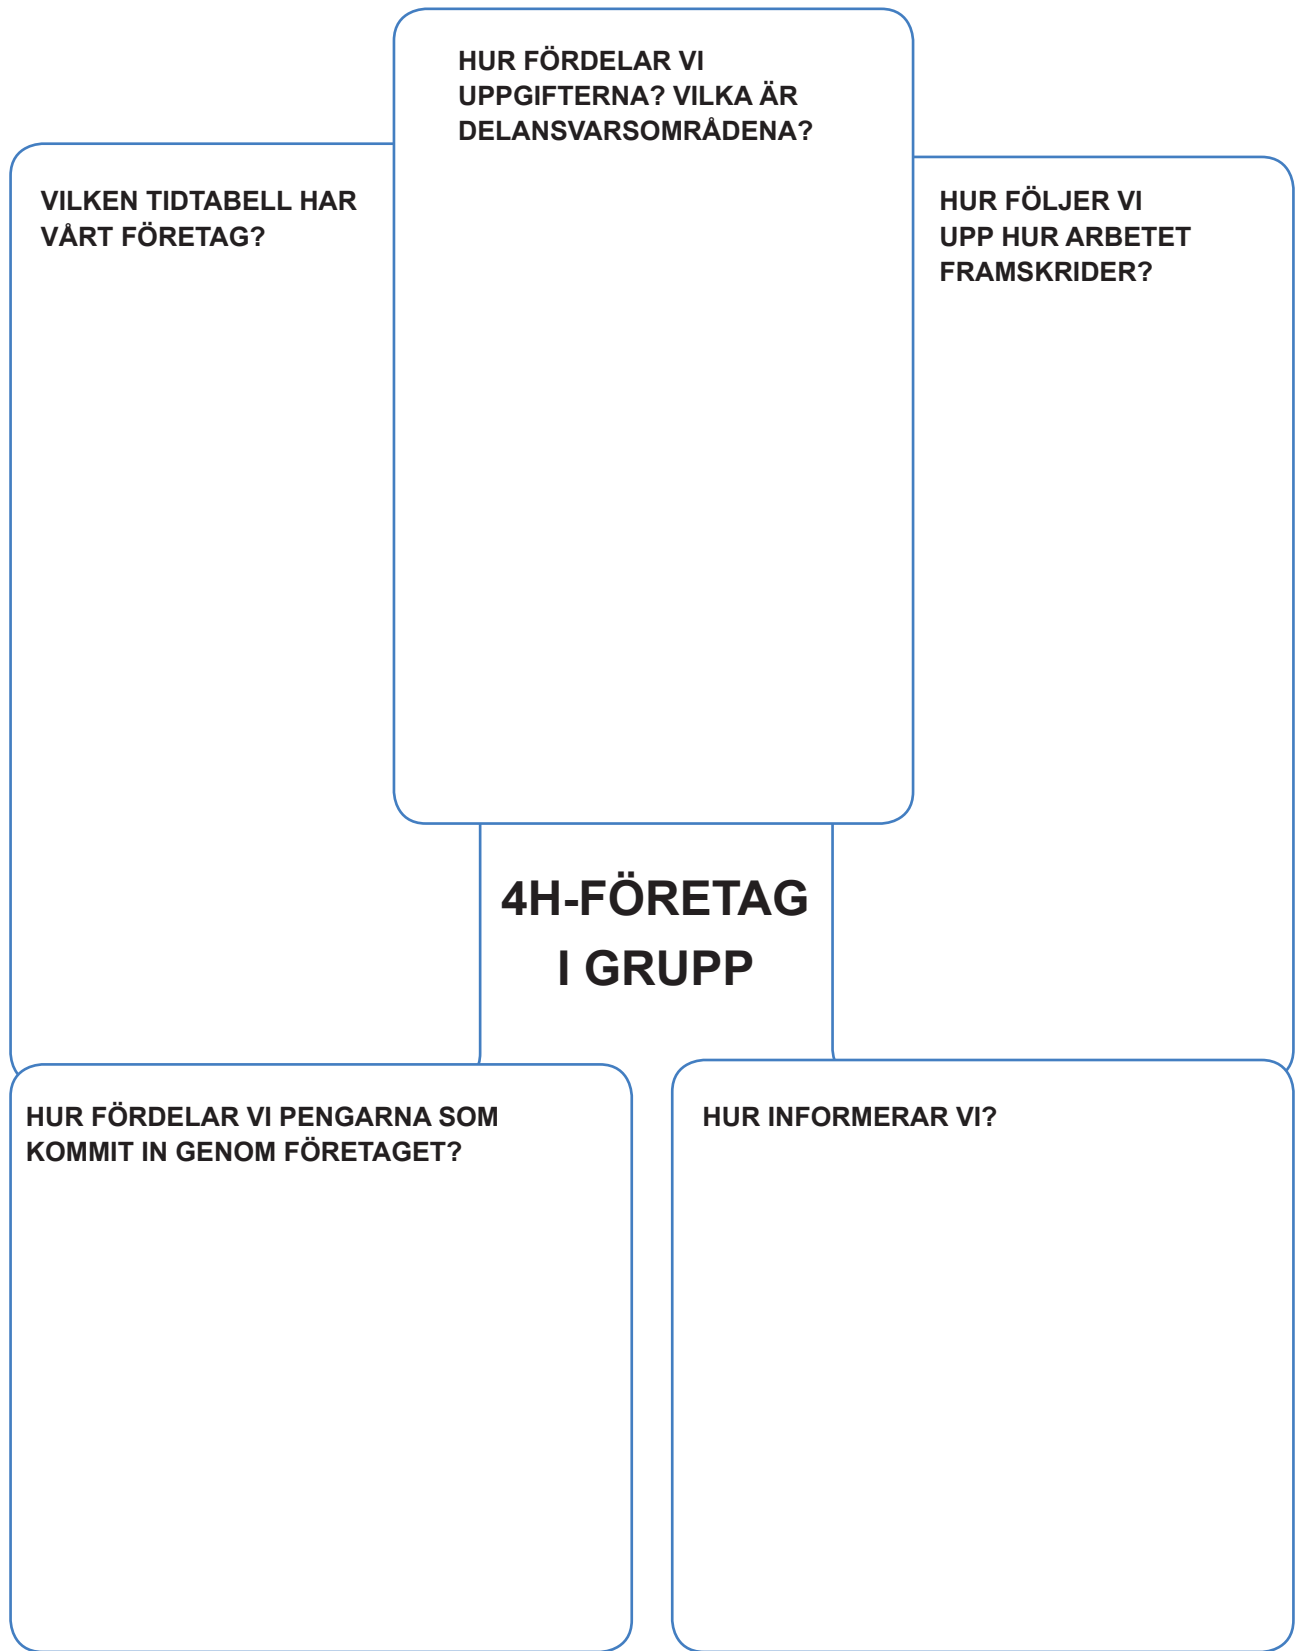 HUR FÖRDELAR VI
UPPGIFTERNA? VILKA ÄR
DELANSVARSOMRÅDENA?
VILKEN TIDTABELL HAR
VÅRT FÖRETAG?
HUR FÖLJER VI
UPP HUR ARBETET
FRAMSKRIDER?
4H-FÖRETAG
I GRUPP
HUR FÖRDELAR VI PENGARNA SOM
KOMMIT IN GENOM FÖRETAGET?
HUR INFORMERAR VI?